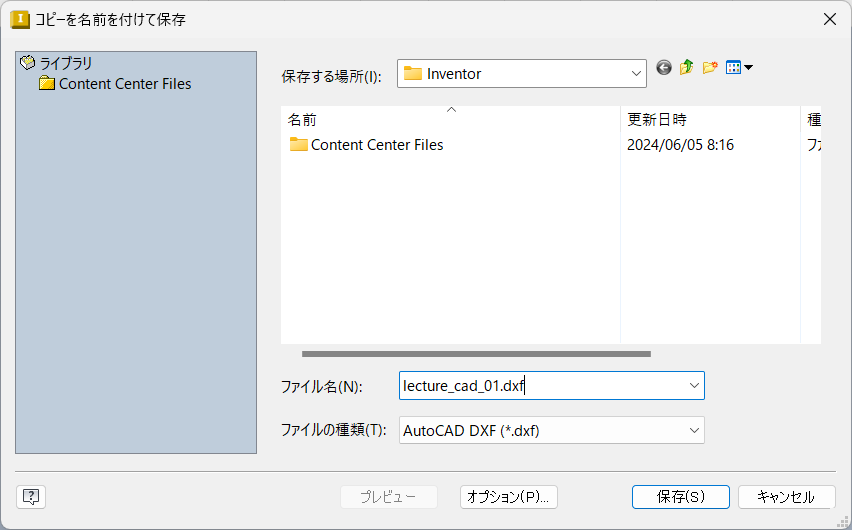 コピーを名前を付けて保存
ライブラリ
Content Center Files
保存する場所(I):
Inventor
名前
更新日時
種
Content Center Files
2024/06/05 8:16
ファ
ファイル名(N):
lecture_cad_01.dxf
ファイルの種類(T):
AutoCAD DXF (*.dxf)
プレビュー
オプション(P)...
保存(S)
キャンセル